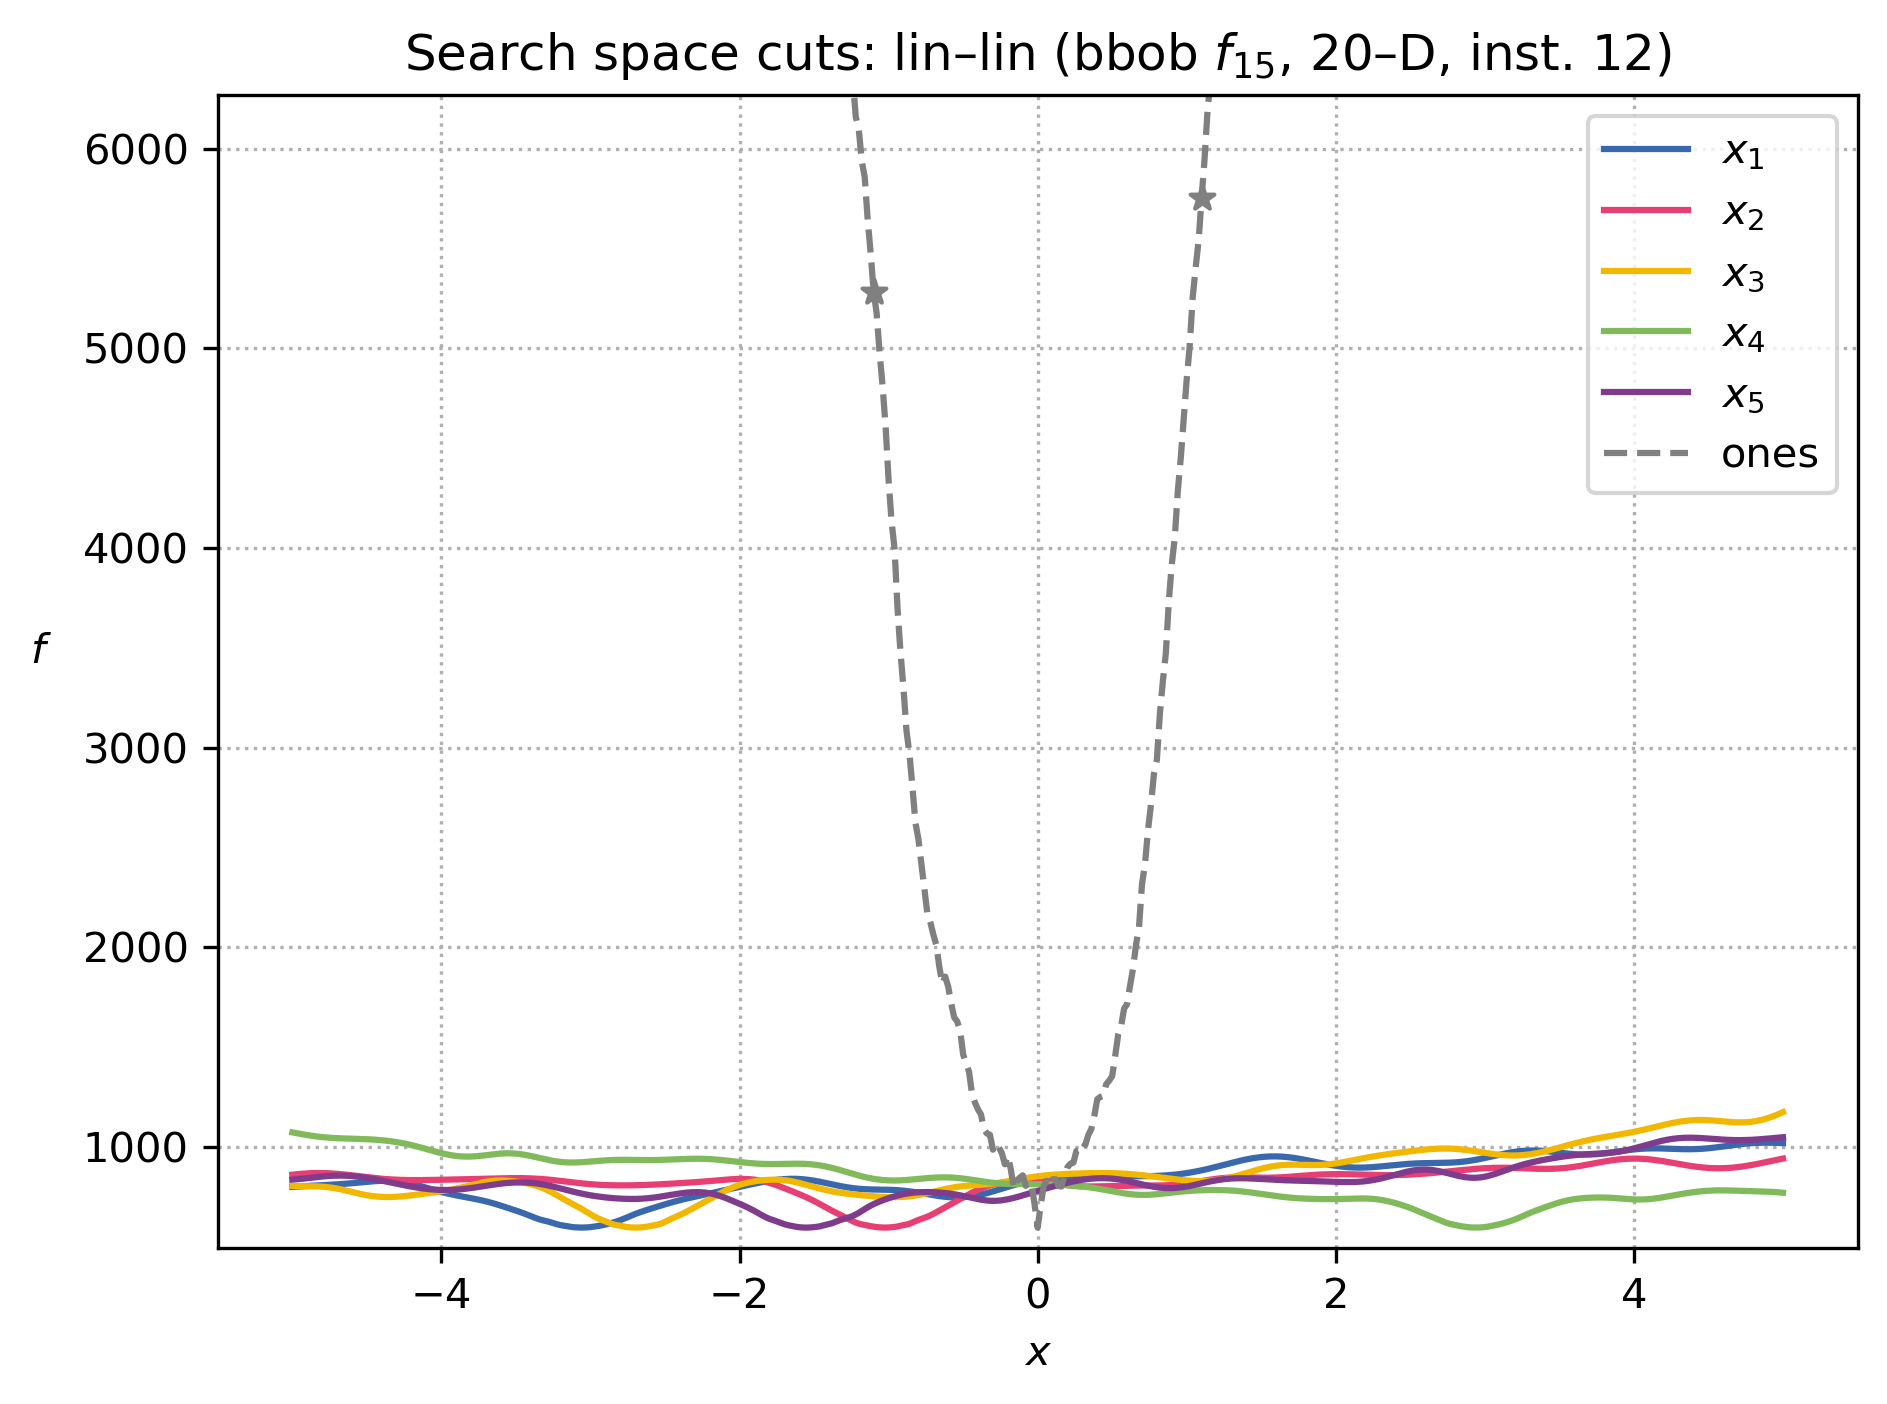 Search space cuts: lin–lin (bbob f₁₅, 20–D, inst. 12)
6000
5000
4000
3000
2000
1000
f
−4
−2
0
2
4
x
x₁
x₂
x₃
x₄
x₅
ones